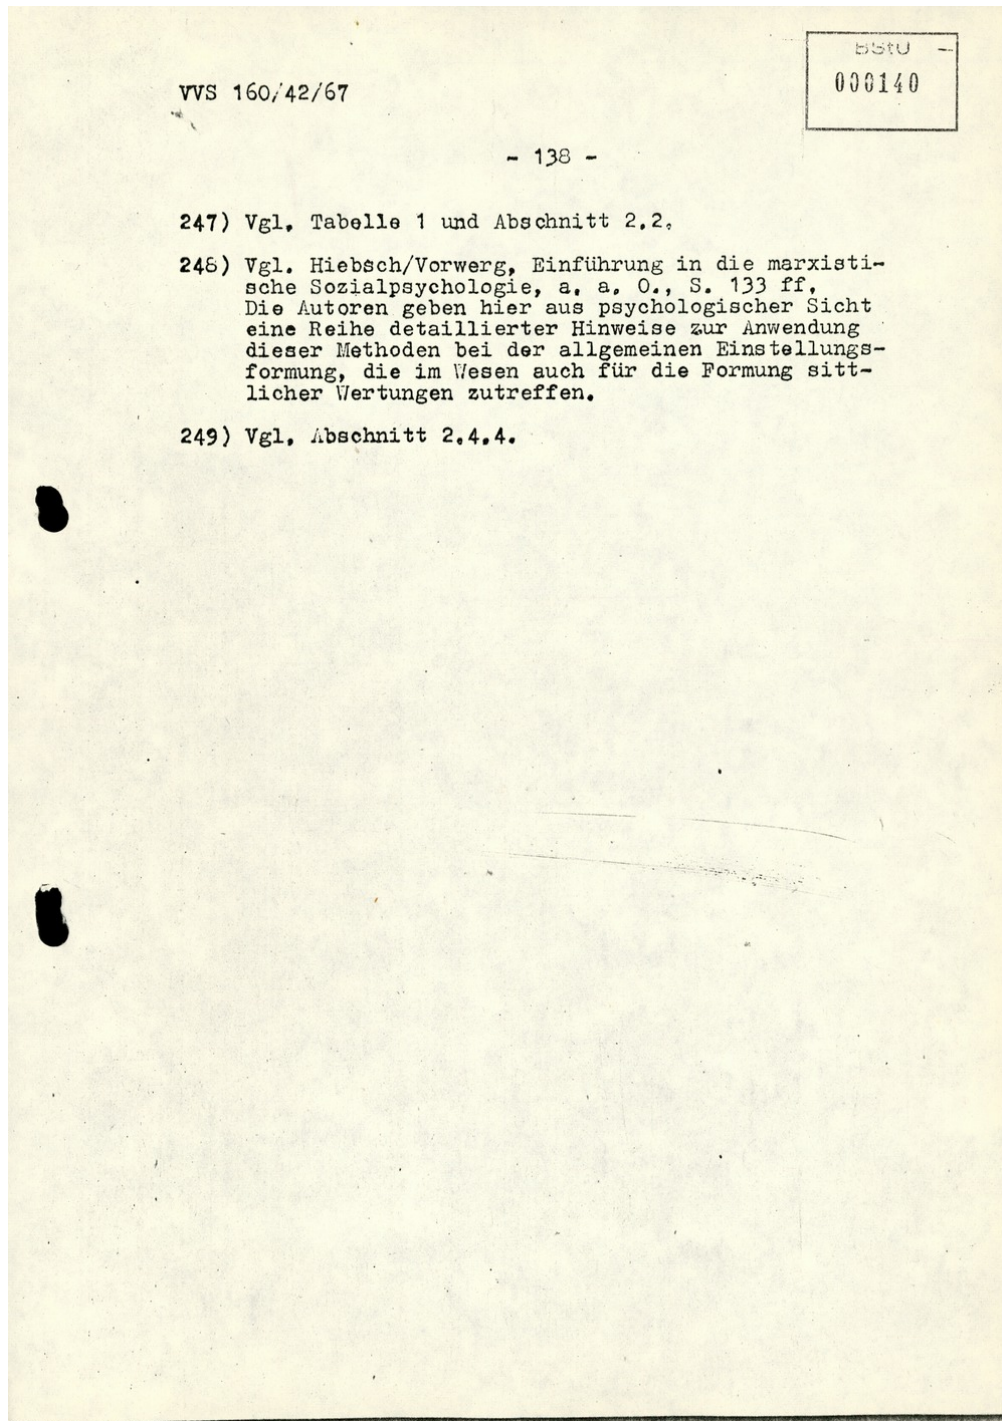 BStU
000140
VVS 160/42/67
- 138 -
247) Vgl. Tabelle 1 und Abschnitt 2.2.
248) Vgl. Hiebsch/Vorwerg, Einführung in die marxisti-
sche Sozialpsychologie, a. a. O., S. 133 ff.
Die Autoren geben hier aus psychologischer Sicht
eine Reihe detaillierter Hinweise zur Anwendung
dieser Methoden bei der allgemeinen Einstellungs-
formung, die im Wesen auch für die Formung sitt-
licher Wertungen zutreffen.
249) Vgl. Abschnitt 2.4.4.